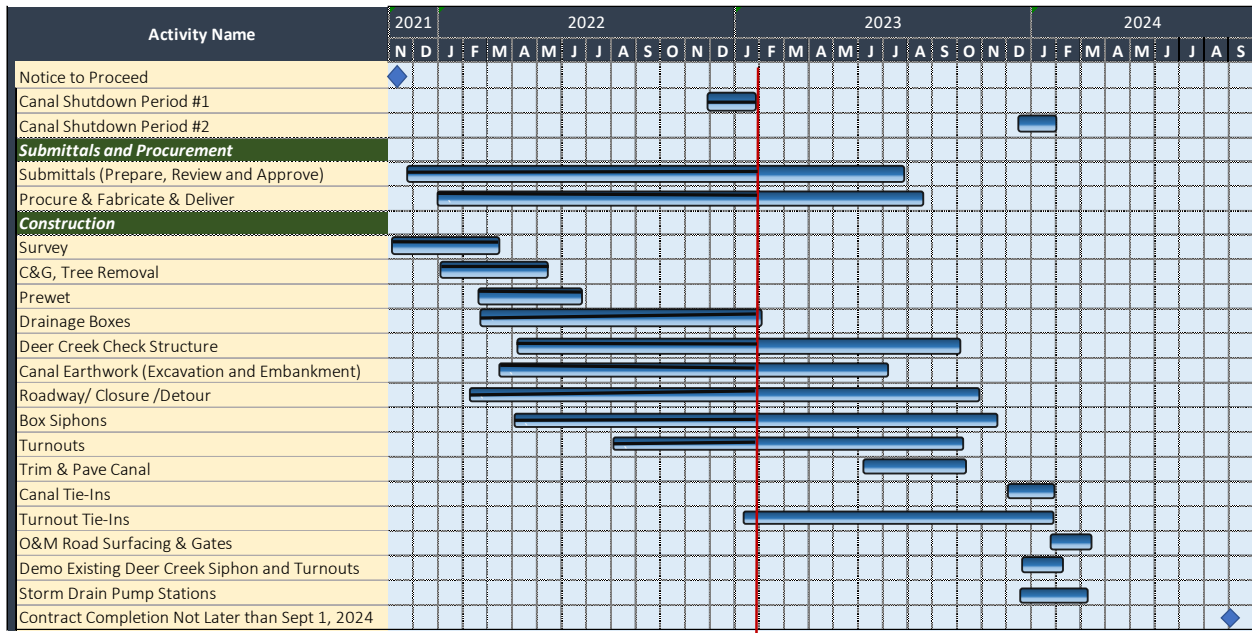 Activity Name
2021 2022 2023 2024
N D J F M A M J J A S O N D J F M A M J J A S O N D J F M A M J J A S
Notice to Proceed
Canal Shutdown Period #1
Canal Shutdown Period #2
Submittals and Procurement
Submittals (Prepare, Review and Approve)
Procure & Fabricate & Deliver
Construction
Survey
C&G, Tree Removal
Prewet
Drainage Boxes
Deer Creek Check Structure
Canal Earthwork (Excavation and Embankment)
Roadway/ Closure /Detour
Box Siphons
Turnouts
Trim & Pave Canal
Canal Tie-Ins
Turnout Tie-Ins
O&M Road Surfacing & Gates
Demo Existing Deer Creek Siphon and Turnouts
Storm Drain Pump Stations
Contract Completion Not Later than Sept 1, 2024